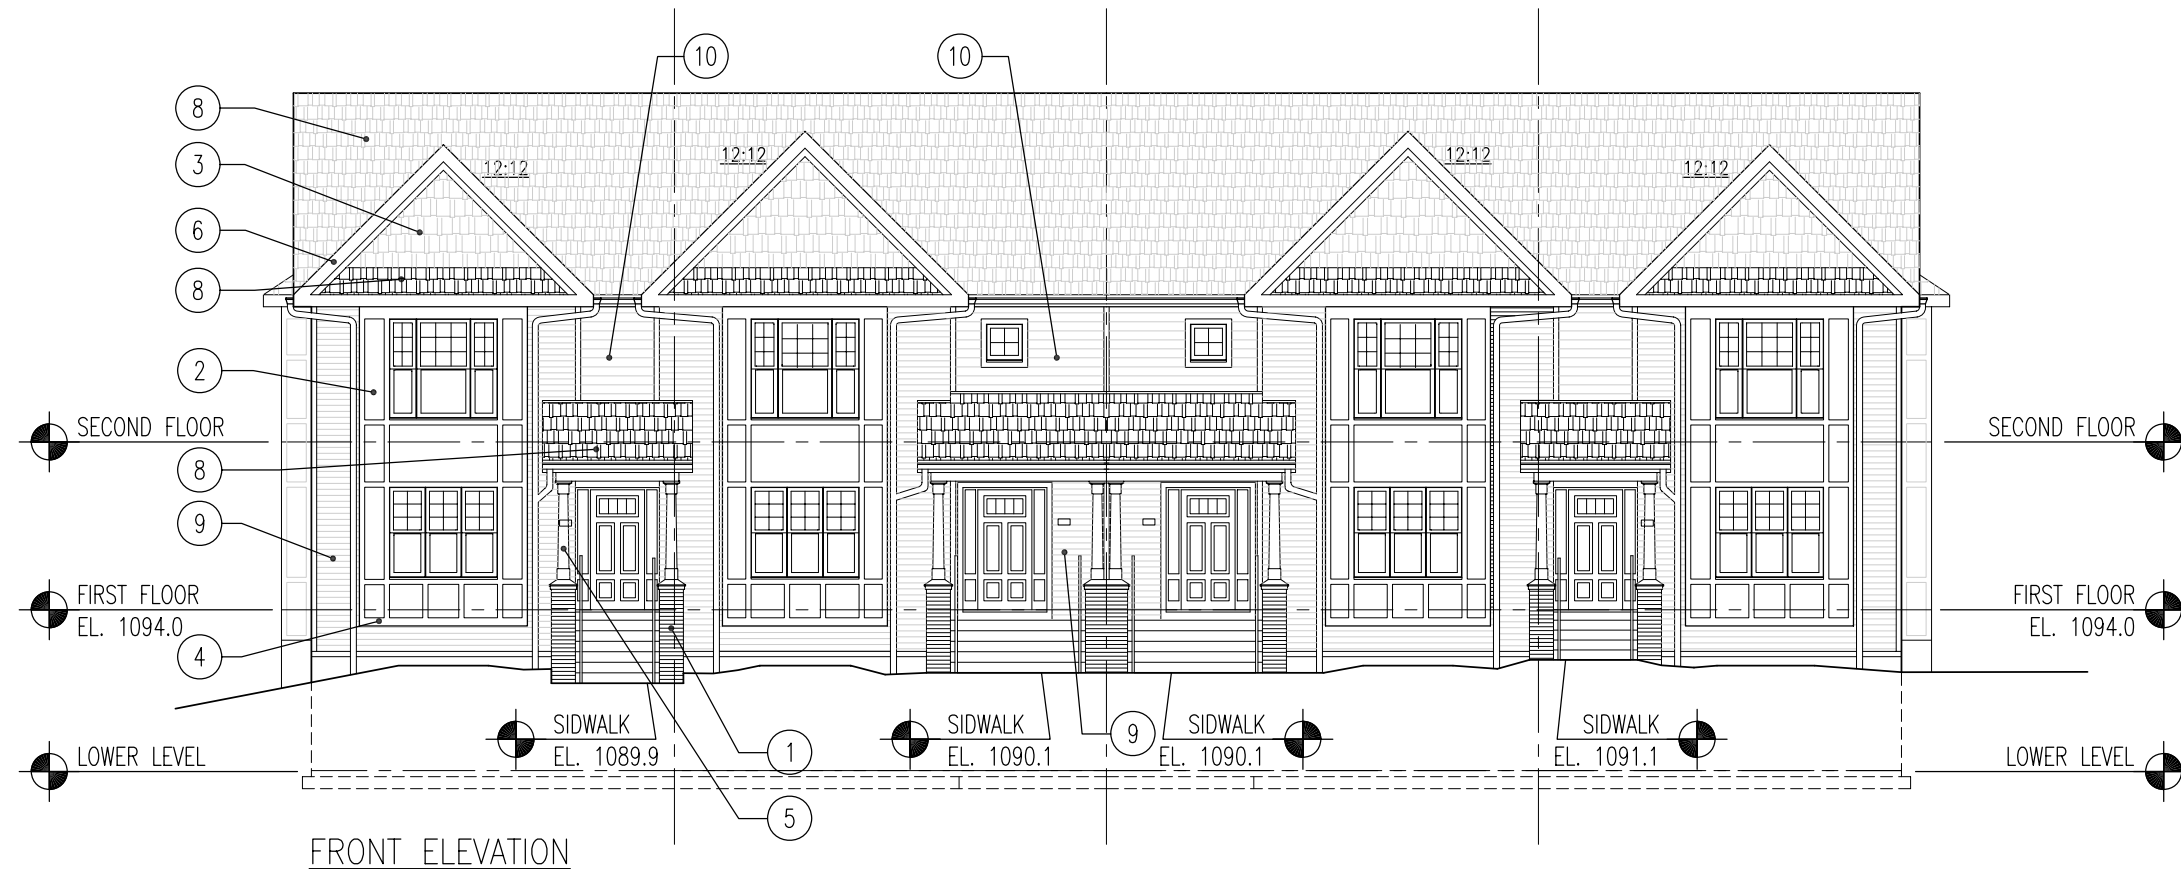 10
10
8
3
12:12
12:12
12:12
12:12
6
8
2
SECOND FLOOR
SECOND FLOOR
8
9
FIRST FLOOR
EL. 1094.0
FIRST FLOOR
EL. 1094.0
4
SIDWALK
EL. 1089.9
1
SIDWALK
EL. 1090.1
9
SIDWALK
EL. 1090.1
SIDWALK
EL. 1091.1
LOWER LEVEL
LOWER LEVEL
5
FRONT ELEVATION